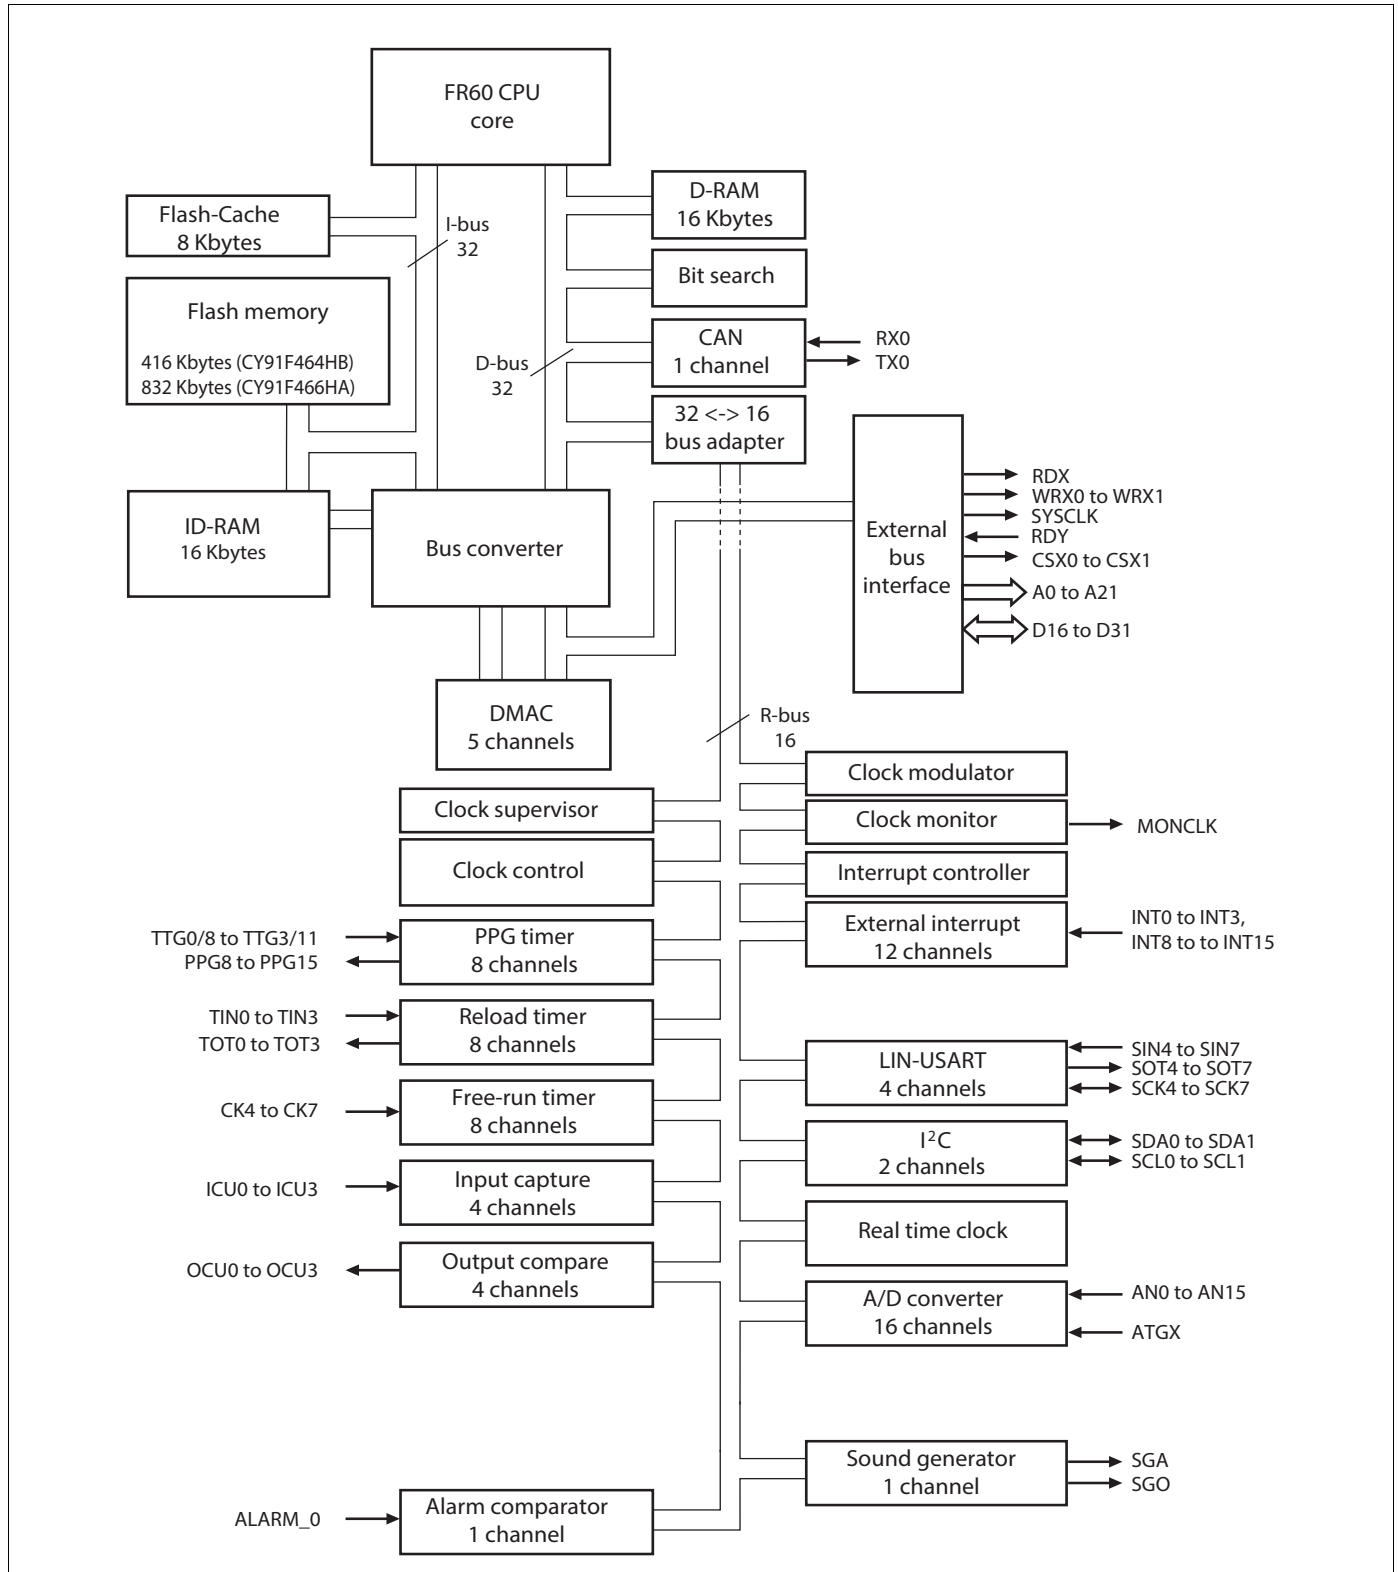 FR60 CPU
core
Flash-Cache
8 Kbytes
I-bus
32
D-RAM
16 Kbytes
Bit search
Flash memory
416 Kbytes (CY91F464HB)
832 Kbytes (CY91F466HA)
D-bus
32
CAN
1 channel
RX0
TX0
32 <-> 16
bus adapter
ID-RAM
16 Kbytes
Bus converter
External
bus
interface
RDX
WRX0 to WRX1
SYSCLK
RDY
CSX0 to CSX1
A0 to A21
D16 to D31
DMAC
5 channels
R-bus
16
Clock modulator
Clock supervisor
Clock monitor
MONCLK
Clock control
Interrupt controller
TTG0/8 to TTG3/11
PPG8 to PPG15
PPG timer
8 channels
External interrupt
12 channels
INT0 to INT3,
INT8 to to INT15
TIN0 to TIN3
TOT0 to TOT3
Reload timer
8 channels
LIN-USART
4 channels
SIN4 to SIN7
SOT4 to SOT7
SCK4 to SCK7
CK4 to CK7
Free-run timer
8 channels
I²C
2 channels
SDA0 to SDA1
SCL0 to SCL1
ICU0 to ICU3
Input capture
4 channels
Real time clock
OCU0 to OCU3
Output compare
4 channels
A/D converter
16 channels
AN0 to AN15
ATGX
Sound generator
1 channel
SGA
SGO
ALARM_0
Alarm comparator
1 channel